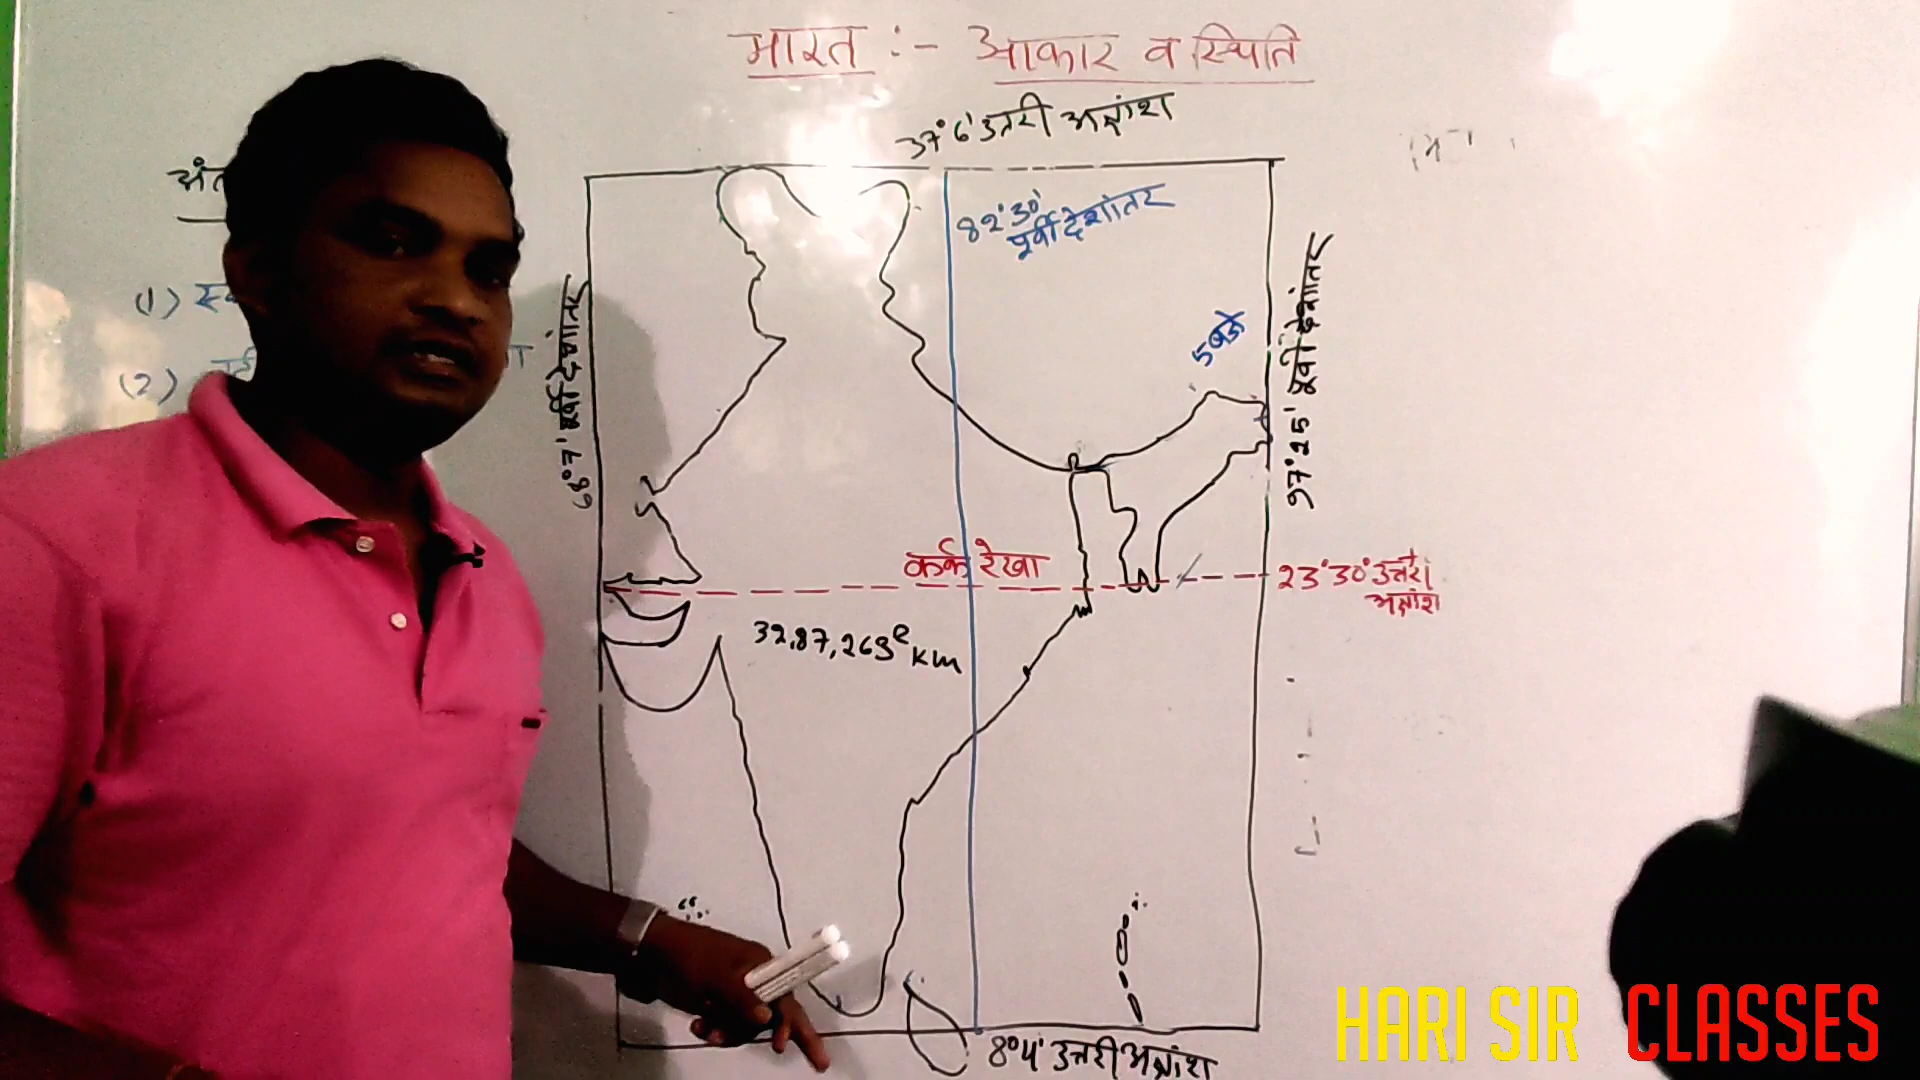 भारत :- आकार व स्थिति
37°6' उत्तरी अक्षांश
अंत
82°30'
पूर्वी देशांतर
(1) स्
(2)
5 बजे
68°7' पूर्वी देशांतर
97°25' पूर्वी देशांतर
कर्क रेखा
23°30' उत्तरी
अक्षांश
32,87,263 km
8°4' उत्तरी अक्षांश
HARI SIR CLASSES